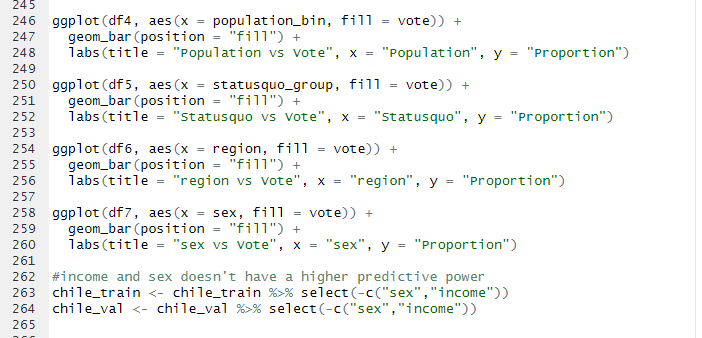 245
246 ggplot(df4, aes(x = population_bin, fill = vote)) +
247   geom_bar(position = "fill") +
248   labs(title = "Population vs Vote", x = "Population", y = "Proportion")
249
250 ggplot(df5, aes(x = statusquo_group, fill = vote)) +
251   geom_bar(position = "fill") +
252   labs(title = "Statusquo vs Vote", x = "Statusquo", y = "Proportion")
253
254 ggplot(df6, aes(x = region, fill = vote)) +
255   geom_bar(position = "fill") +
256   labs(title = "region vs Vote", x = "region", y = "Proportion")
257
258 ggplot(df7, aes(x = sex, fill = vote)) +
259   geom_bar(position = "fill") +
260   labs(title = "sex vs Vote", x = "sex", y = "Proportion")
261
262 #income and sex doesn't have a higher predictive power
263 chile_train <- chile_train %>% select(-c("sex","income"))
264 chile_val <- chile_val %>% select(-c("sex","income"))
265